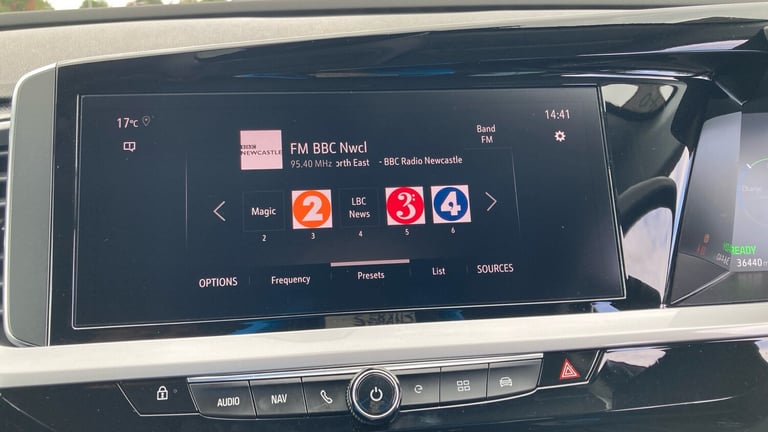 17°C
14:41
BBC
NEWCASTLE
FM BBC Nwcl
95.40 MHz orth East - BBC Radio Newcastle
Band
FM
Magic
2
LBC
News
3
4
2
3
4
5
6
OPTIONS
Frequency
Presets
List
SOURCES
READY
36440
AUDIO
NAV